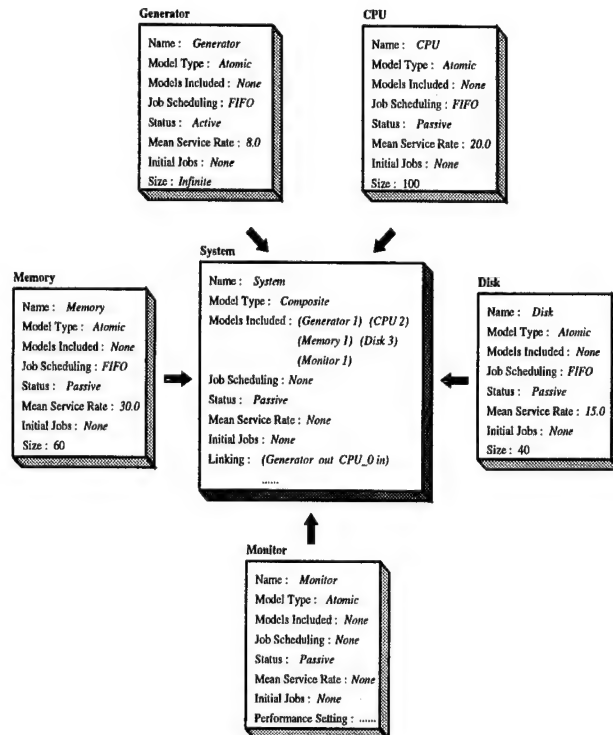 Generator
Name : Generator
Model Type : Atomic
Models Included : None
Job Scheduling : FIFO
Status : Active
Mean Service Rate : 8.0
Initial Jobs : None
Size : Infinite
CPU
Name : CPU
Model Type : Atomic
Models Included : None
Job Scheduling : FIFO
Status : Passive
Mean Service Rate : 20.0
Initial Jobs : None
Size : 100
Memory
Name : Memory
Model Type : Atomic
Models Included : None
Job Scheduling : FIFO
Status : Passive
Mean Service Rate : 30.0
Initial Jobs : None
Size : 60
System
Name : System
Model Type : Composite
Models Included : (Generator 1) (CPU 2)
(Memory 1) (Disk 3)
(Monitor 1)
Job Scheduling : None
Status : Passive
Mean Service Rate : None
Initial Jobs : None
Linking : (Generator out CPU_0 in)
......
Disk
Name : Disk
Model Type : Atomic
Models Included : None
Job Scheduling : FIFO
Status : Passive
Mean Service Rate : 15.0
Initial Jobs : None
Size : 40
Monitor
Name : Monitor
Model Type : Atomic
Models Included : None
Job Scheduling : None
Status : Passive
Mean Service Rate : None
Initial Jobs : None
Performance Setting : ......